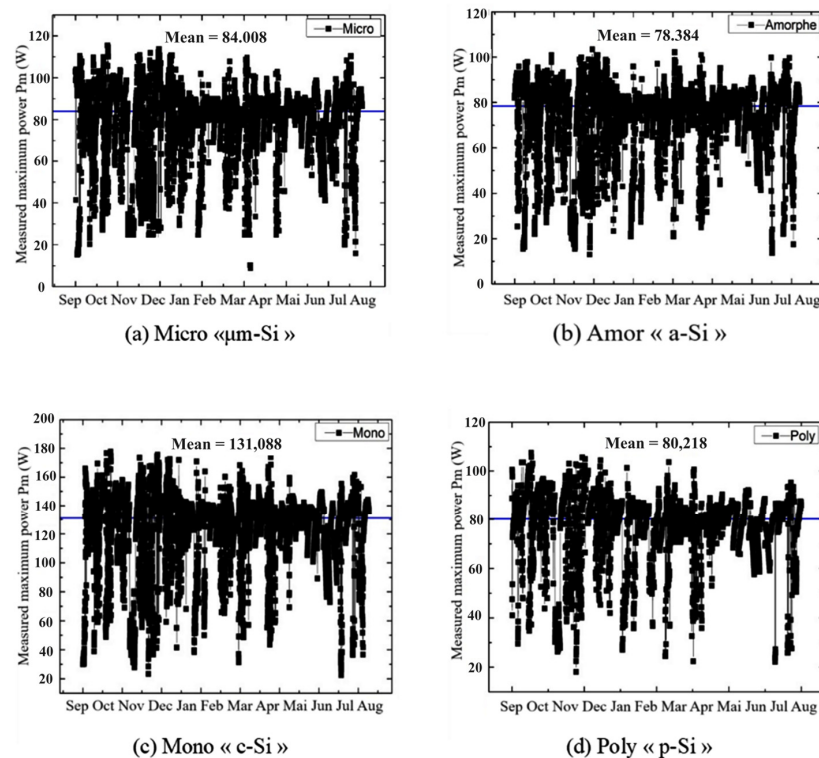 Measured maximum power Pm (W)
120
100
80
60
40
20
0
Mean = 84.008
Micro
Sep Oct Nov Dec Jan Feb Mar Apr Mai Jun Jul Aug
(a) Micro «µm-Si »
Measured maximum power Pm (W)
120
100
80
60
40
20
0
Mean = 78.384
Amorphe
Sep Oct Nov Dec Jan Feb Mar Apr Mai Jun Jul Aug
(b) Amor « a-Si »
Measured maximum power Pm (W)
200
180
160
140
120
100
80
60
40
20
Mean = 131,088
Mono
Sep Oct Nov Dec Jan Feb Mar Apr Mai Jun Jul Aug
(c) Mono « c-Si »
Measured maximum power Pm (W)
120
100
80
60
40
20
Mean = 80,218
Poly
Sep Oct Nov Dec Jan Feb Mar Apr Mai Jun Jul Aug
(d) Poly « p-Si »